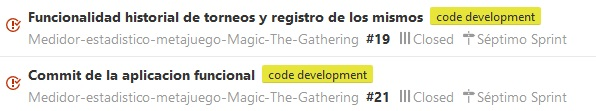 Funcionalidad historial de torneos y registro de los mismos code development
Medidor-estadistico-metajuego-Magic-The-Gathering #19 Closed Séptimo Sprint
Commit de la aplicacion funcional code development
Medidor-estadistico-metajuego-Magic-The-Gathering #21 Closed Séptimo Sprint